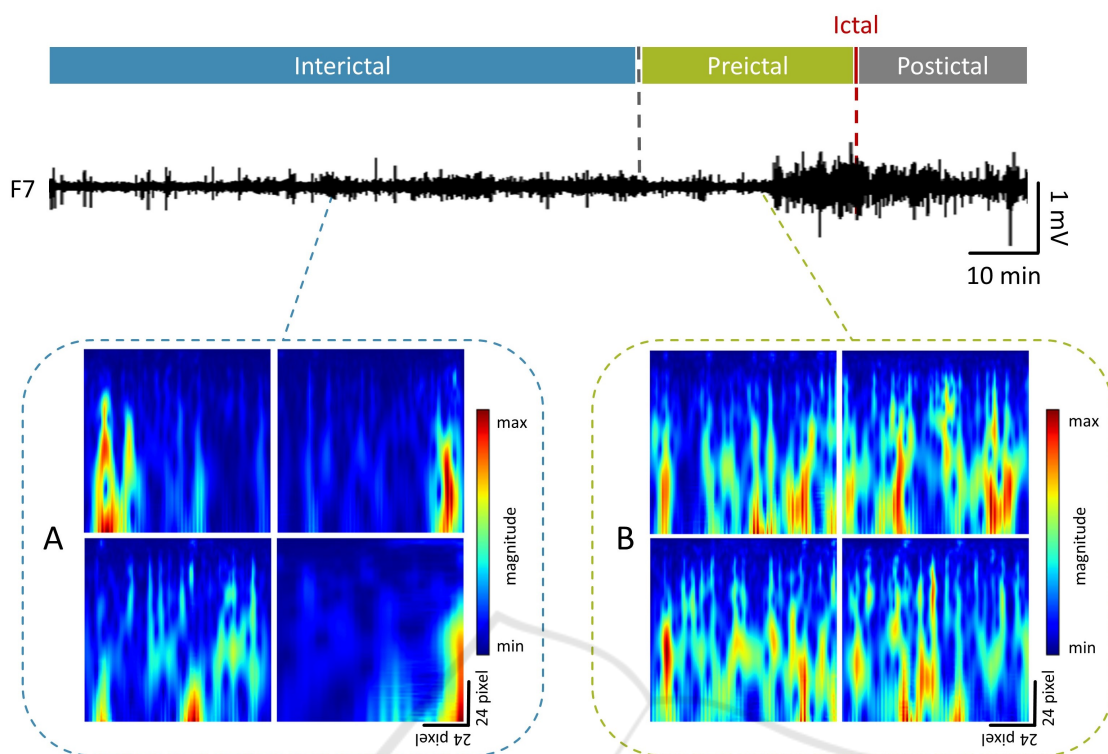 Ictal
Interictal
Preictal
Postictal
F7
1 mV
10 min
A
max
magnitude
min
24 pixel
24 pixel
B
max
magnitude
min
24 pixel
24 pixel